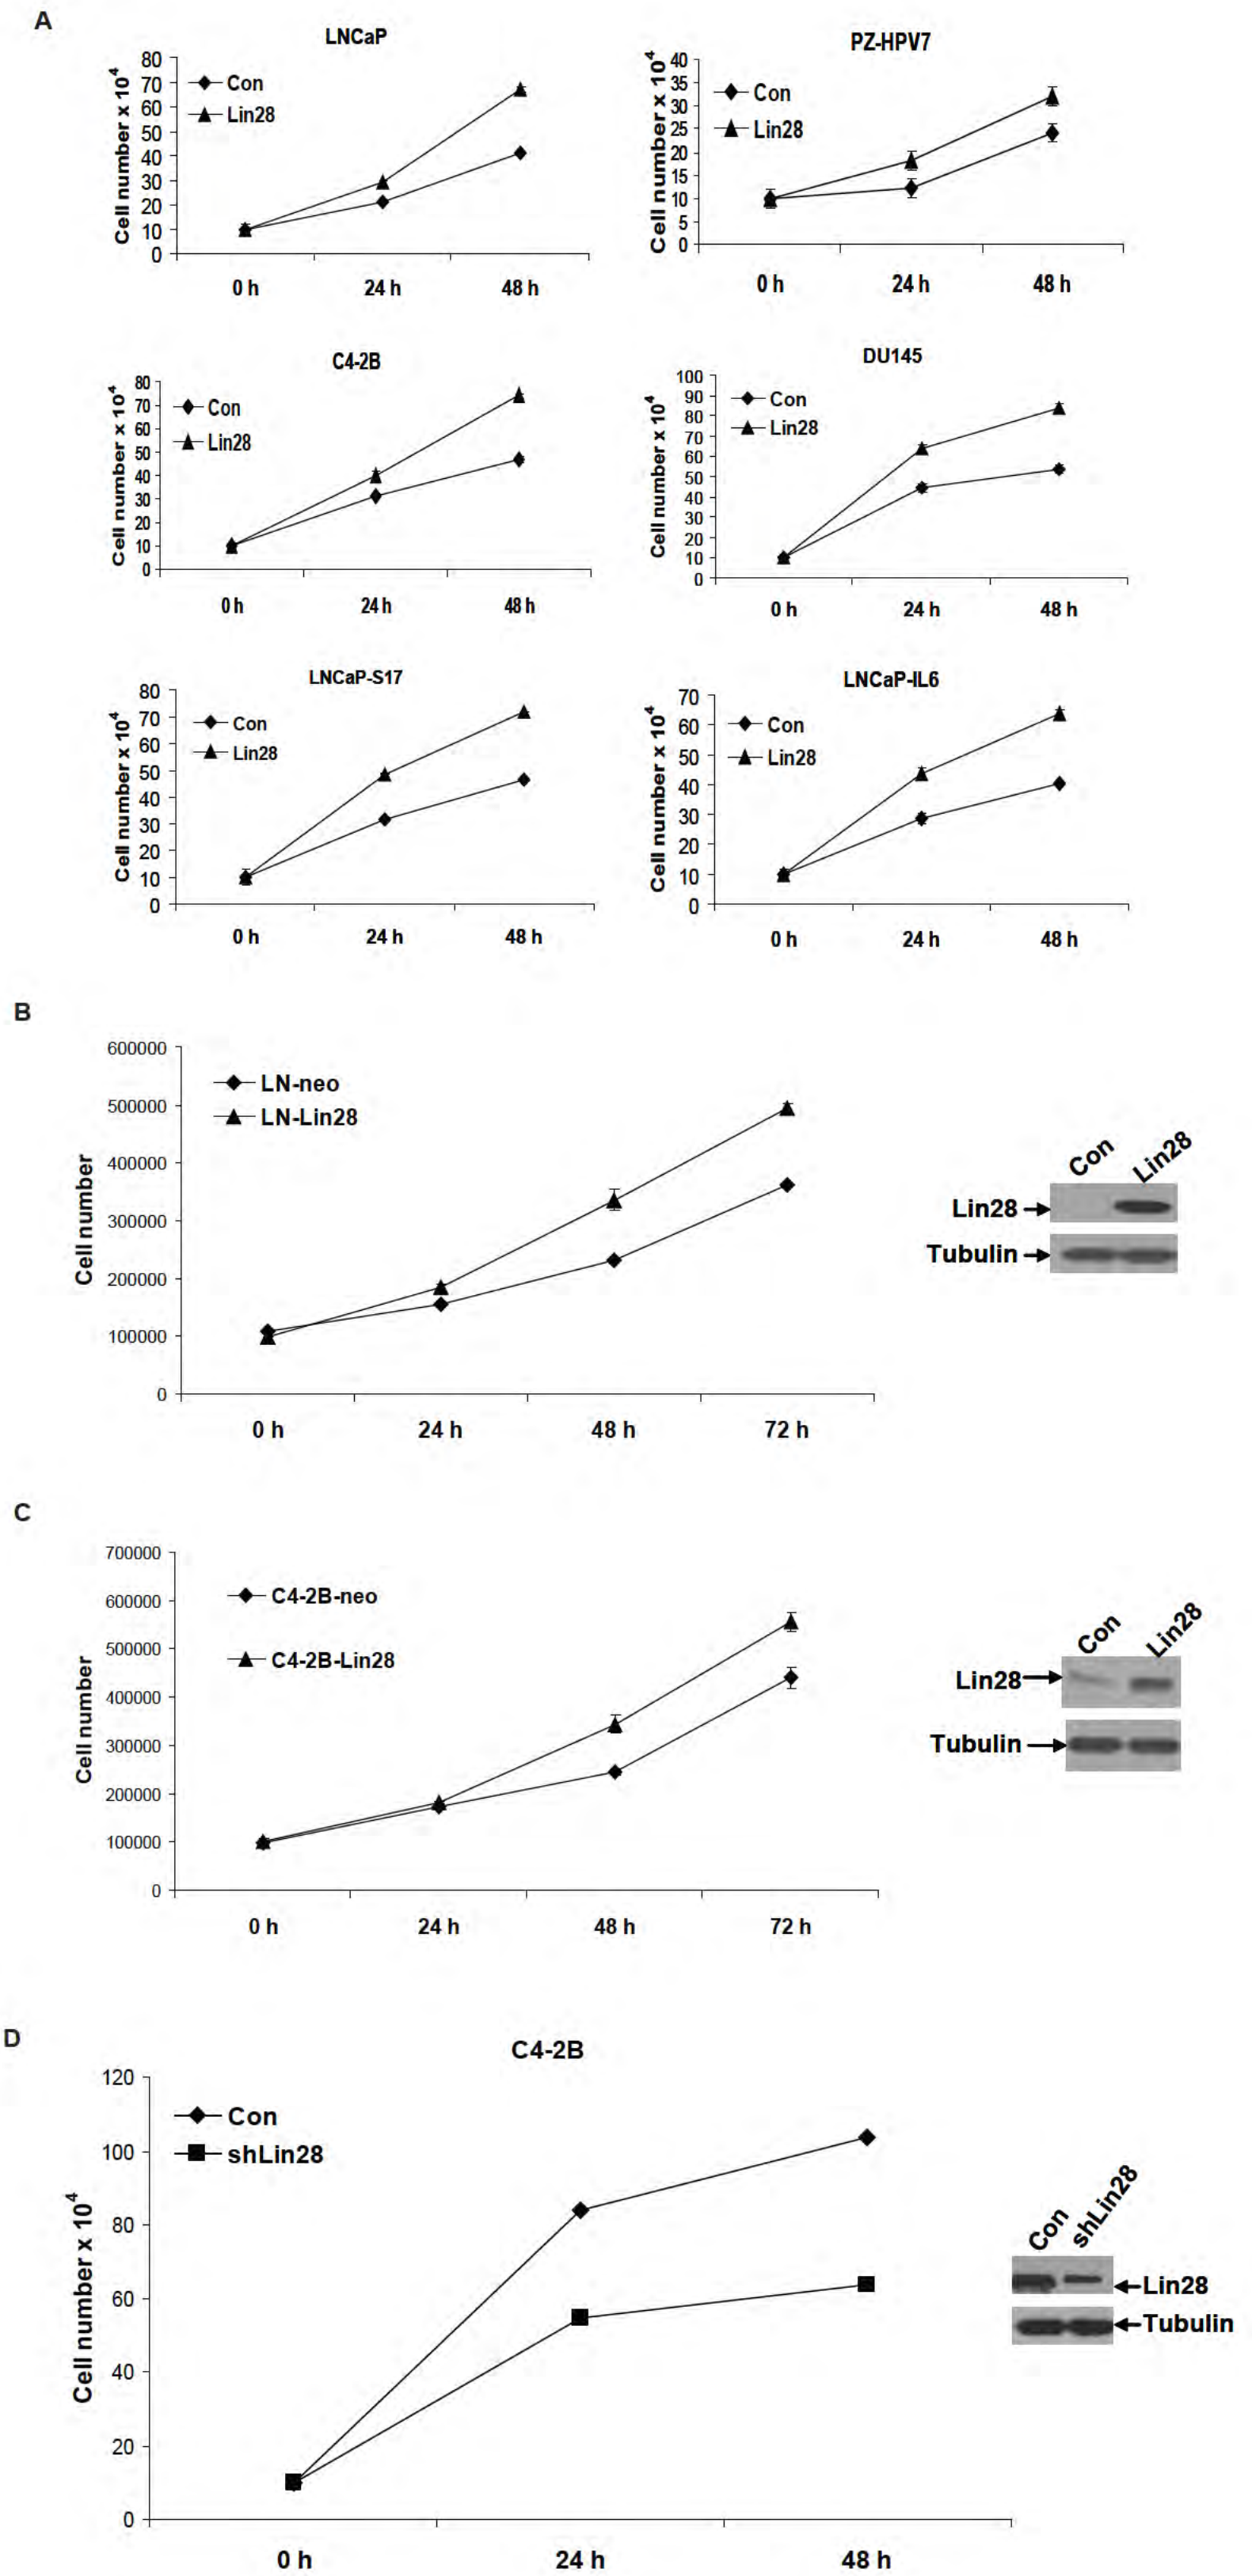 A
LNCaP
Cell number x 10⁴
80
70
60
50
40
30
20
10
0
Con
Lin28
0 h 24 h 48 h
PZ-HPV7
Cell number x 10⁴
40
35
30
25
20
15
10
5
0
Con
Lin28
0 h 24 h 48 h
C4-2B
Cell number x 10⁴
80
70
60
50
40
30
20
10
0
Con
Lin28
0 h 24 h 48 h
DU145
Cell number x 10⁴
100
90
80
70
60
50
40
30
20
10
0
Con
Lin28
0 h 24 h 48 h
LNCaP-S17
Cell number x 10⁴
80
70
60
50
40
30
20
10
0
Con
Lin28
0 h 24 h 48 h
LNCaP-IL6
Cell number x 10⁴
70
60
50
40
30
20
10
0
Con
Lin28
0 h 24 h 48 h
B
Cell number
600000
500000
400000
300000
200000
100000
0
LN-neo
LN-Lin28
0 h 24 h 48 h 72 h
Con Lin28
Lin28
Tubulin
C
Cell number
700000
600000
500000
400000
300000
200000
100000
0
C4-2B-neo
C4-2B-Lin28
0 h 24 h 48 h 72 h
Con Lin28
Lin28
Tubulin
D
C4-2B
Cell number x 10⁴
120
100
80
60
40
20
0
Con
shLin28
0 h 24 h 48 h
Con shLin28
Lin28
Tubulin